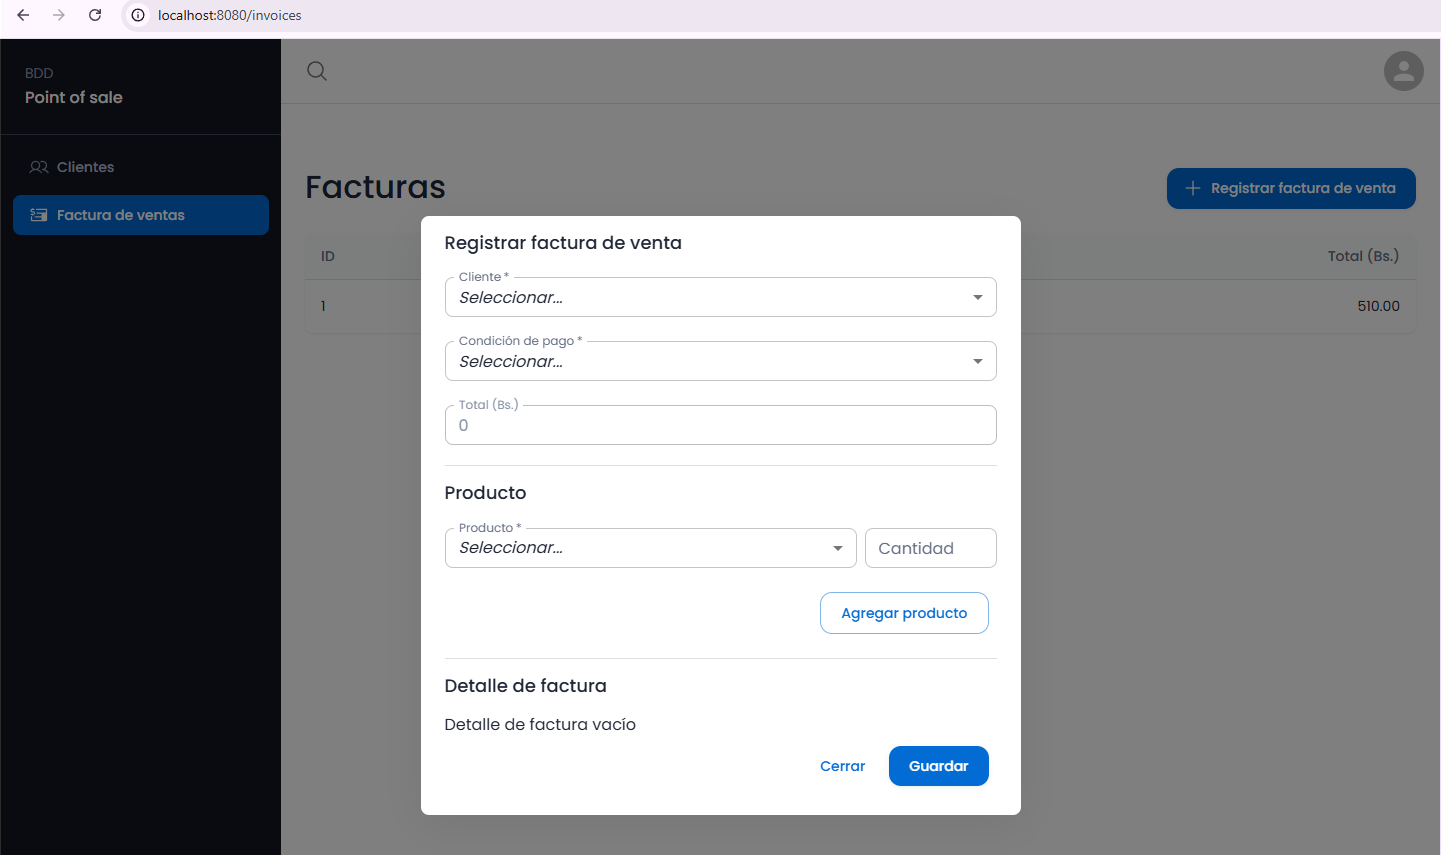 localhost:8080/invoices
BDD
Point of sale
Clientes
Factura de ventas
Facturas
Registrar factura de venta
ID
Total (Bs.)
1
510.00
Registrar factura de venta
Cliente *
Seleccionar...
Condición de pago *
Seleccionar...
Total (Bs.)
0
Producto
Producto *
Seleccionar...
Cantidad
Agregar producto
Detalle de factura
Detalle de factura vacío
Cerrar
Guardar